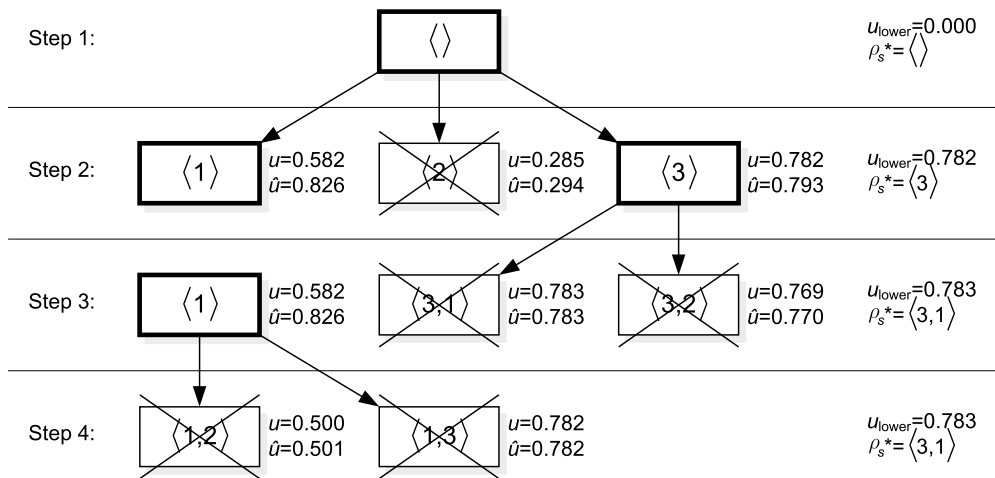 Step 1:
⟨⟩
u_lower=0.000
ρ_s*=⟨⟩
Step 2:
⟨1⟩
u=0.582
û=0.826
⟨2⟩
u=0.285
û=0.294
⟨3⟩
u=0.782
û=0.793
u_lower=0.782
ρ_s*=⟨3⟩
Step 3:
⟨1⟩
u=0.582
û=0.826
⟨3,1⟩
u=0.783
û=0.783
⟨3,2⟩
u=0.769
û=0.770
u_lower=0.783
ρ_s*=⟨3,1⟩
Step 4:
⟨1,2⟩
u=0.500
û=0.501
⟨1,3⟩
u=0.782
û=0.782
u_lower=0.783
ρ_s*=⟨3,1⟩